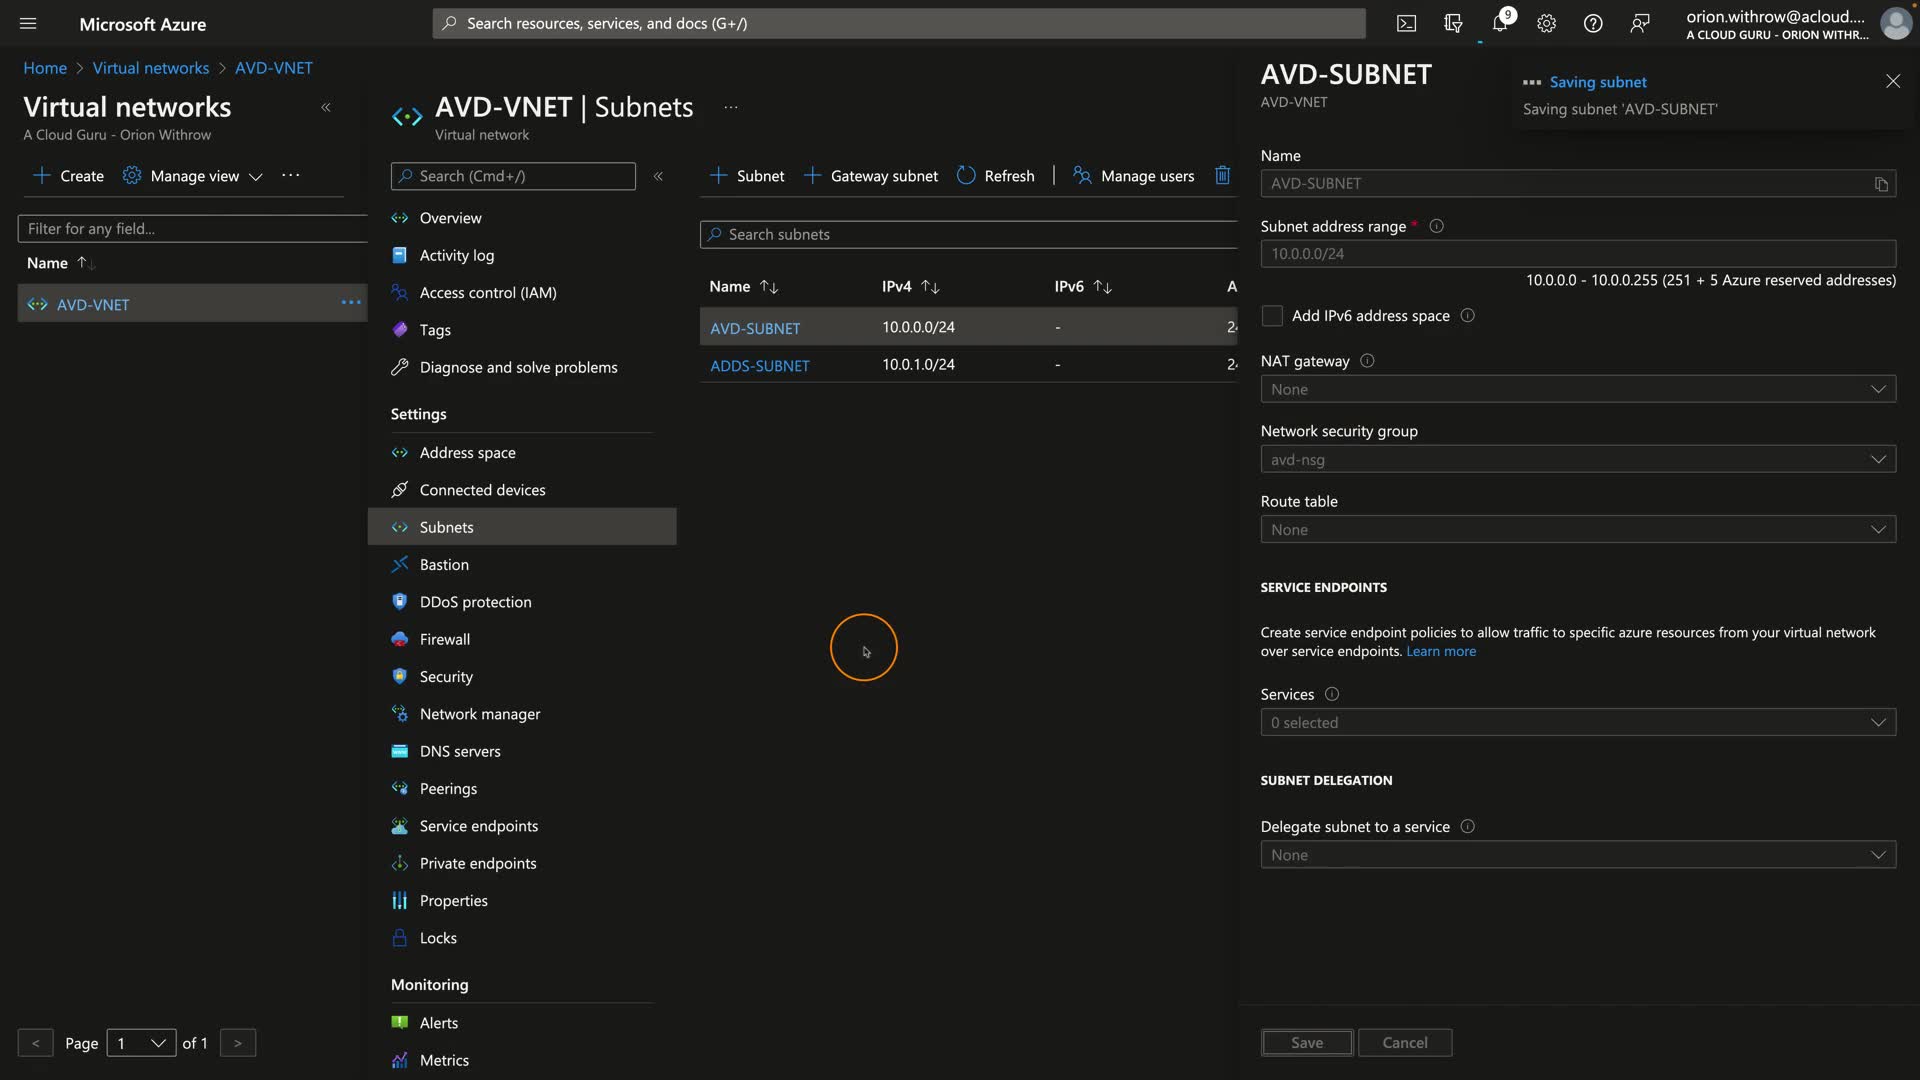 Microsoft Azure
Search resources, services, and docs (G+/)
9
orion.withrow@acloud....
A CLOUD GURU - ORION WITHR...
Home > Virtual networks > AVD-VNET
Virtual networks
A Cloud Guru - Orion Withrow
Create
Manage view
Filter for any field...
Name
AVD-VNET
Page 1 of 1
AVD-VNET | Subnets
Virtual network
Search (Cmd+/)
Overview
Activity log
Access control (IAM)
Tags
Diagnose and solve problems
Settings
Address space
Connected devices
Subnets
Bastion
DDoS protection
Firewall
Security
Network manager
DNS servers
Peerings
Service endpoints
Private endpoints
Properties
Locks
Monitoring
Alerts
Metrics
Subnet
Gateway subnet
Refresh
Manage users
Search subnets
Name IPv4 IPv6 A
AVD-SUBNET 10.0.0.0/24 -
ADDS-SUBNET 10.0.1.0/24 -
AVD-SUBNET
AVD-VNET
Saving subnet
Saving subnet 'AVD-SUBNET'
Name
AVD-SUBNET
Subnet address range *
10.0.0.0/24
10.0.0.0 - 10.0.0.255 (251 + 5 Azure reserved addresses)
Add IPv6 address space
NAT gateway
None
Network security group
avd-nsg
Route table
None
SERVICE ENDPOINTS
Create service endpoint policies to allow traffic to specific azure resources from your virtual network
over service endpoints. Learn more
Services
0 selected
SUBNET DELEGATION
Delegate subnet to a service
None
Save
Cancel